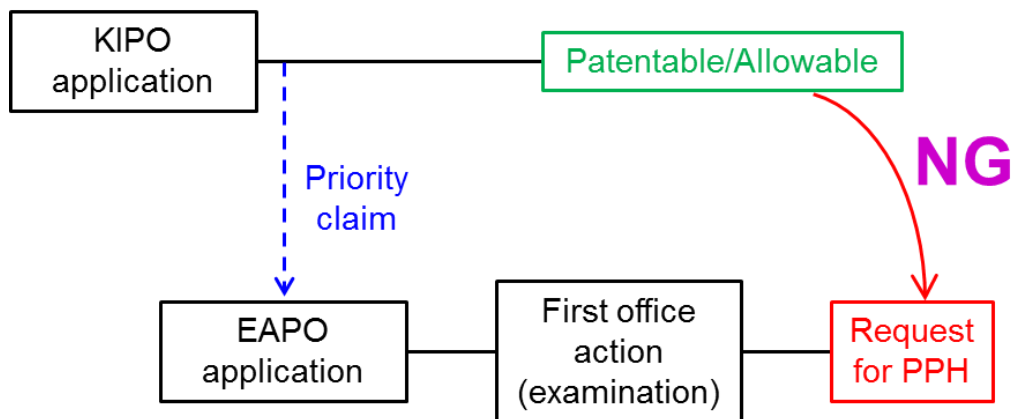 KIPO
application
Patentable/Allowable
NG
Priority
claim
EAPO
application
First office
action
(examination)
Request
for PPH